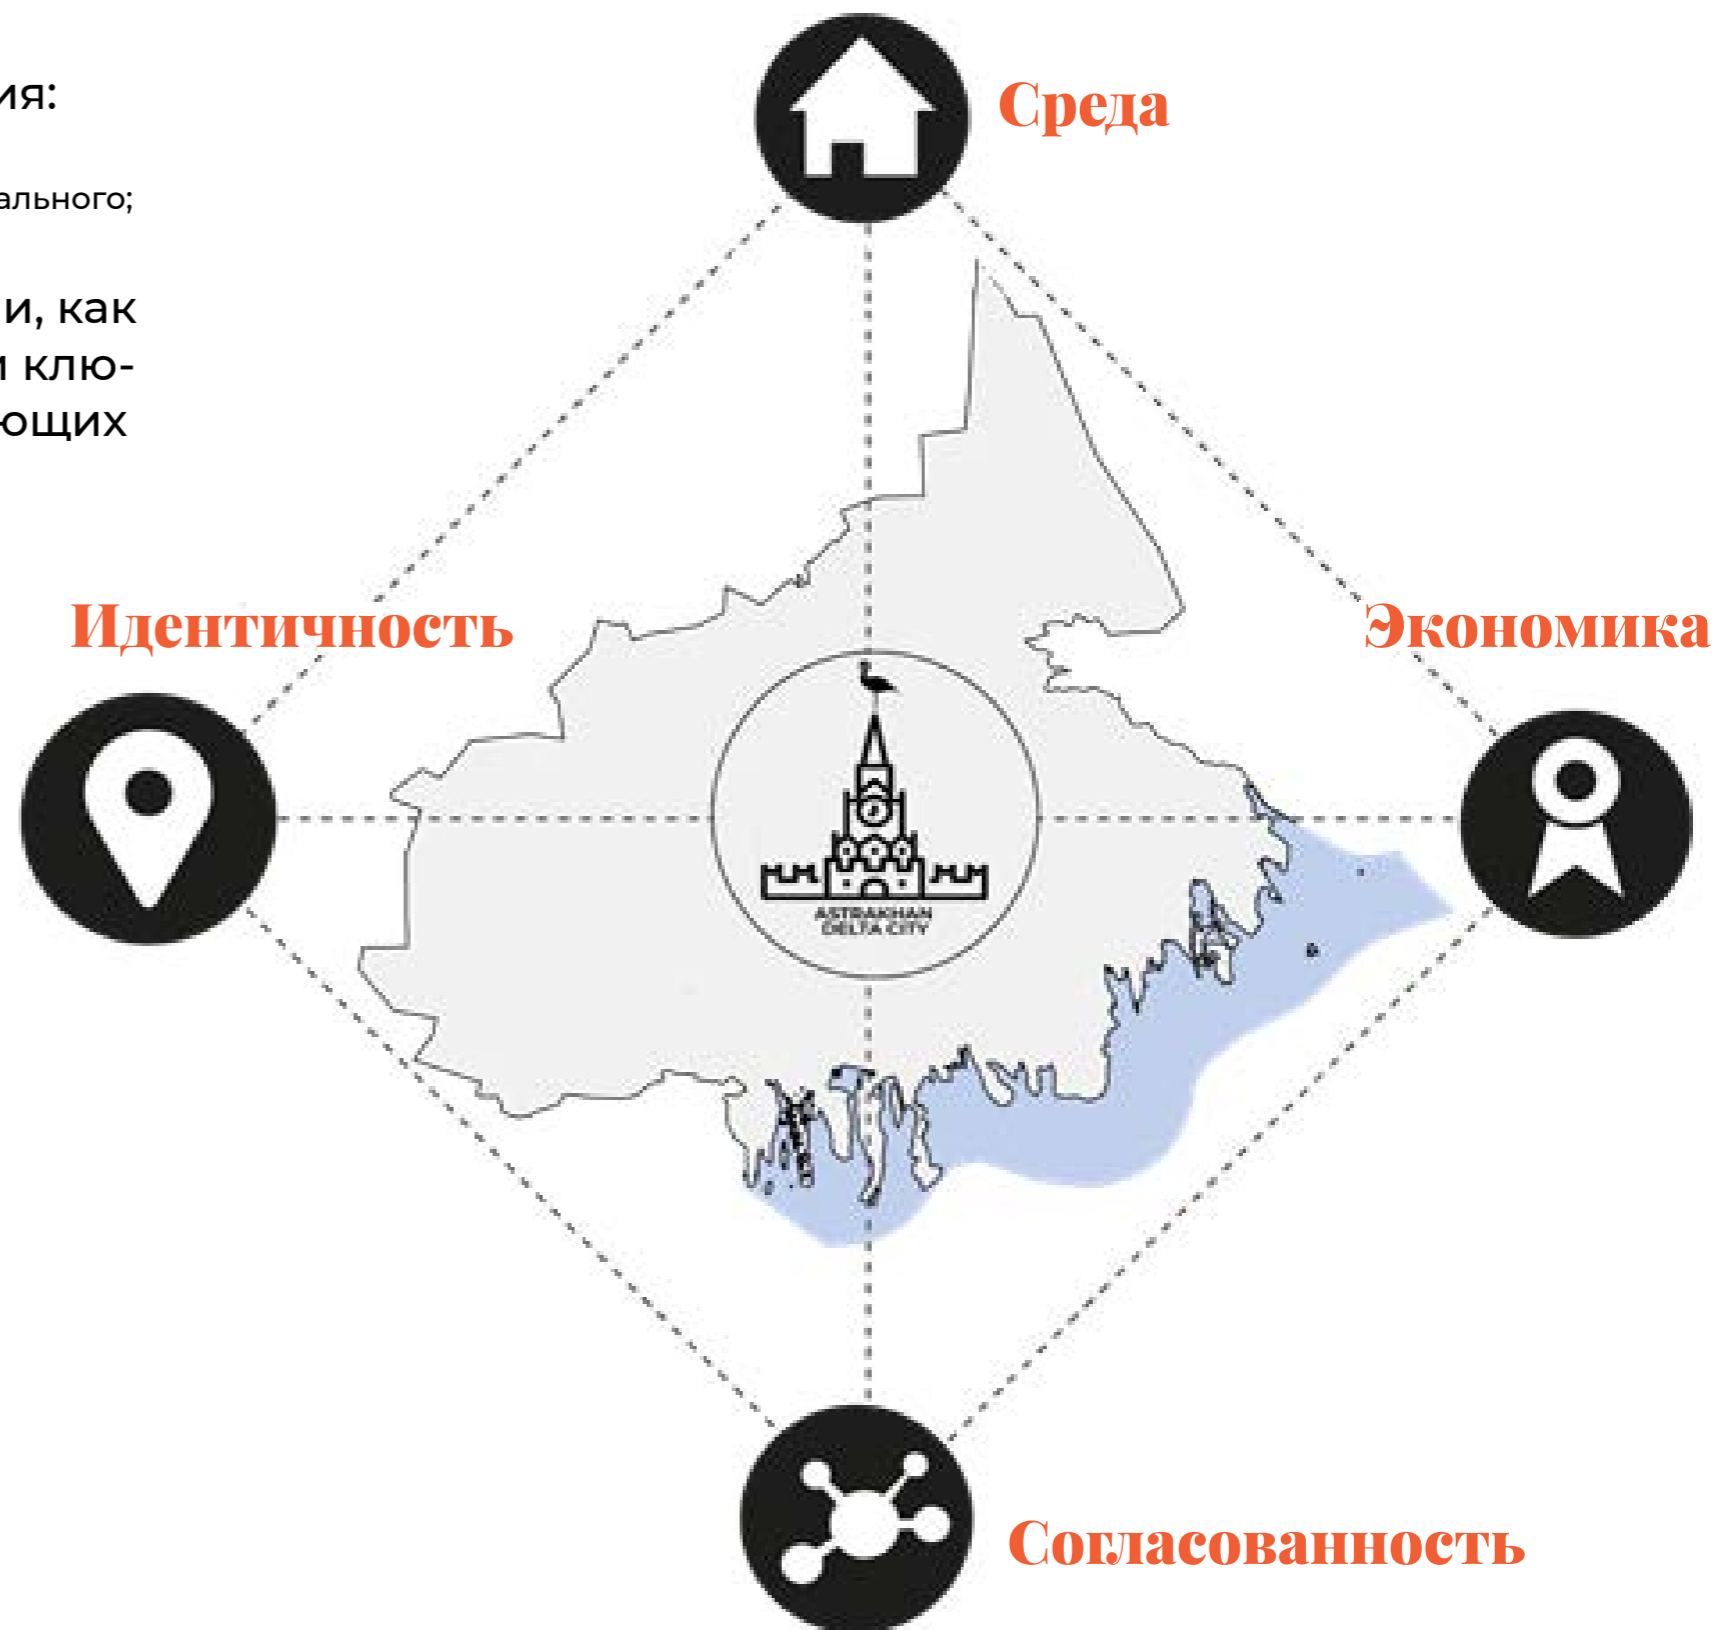 ия:
ального;
и, как
и клю-
ющих
Среда
Идентичность
Экономика
ASTRAKHAN
DELTA CITY
Согласованность